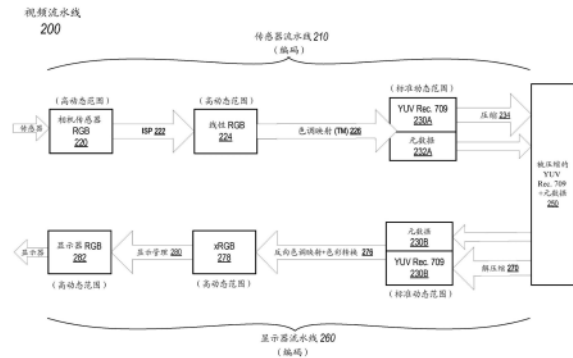 视频流水线
200
传感器流水线 210
(编码)
(高动态范围)
(高动态范围)
(标准动态范围)
传感器
相机传感器
RGB
220
ISP 222
线性 RGB
224
色调映射 (TM) 226
YUV Rec. 709
230A
元数据
232A
压缩 234
被压缩的
YUV
Rec. 709
+元数据
250
显示器
显示器 RGB
282
显示管理 280
xRGB
278
反向色调映射+色彩转换 276
元数据
230B
YUV Rec. 709
230B
解压缩 270
(高动态范围)
(高动态范围)
(标准动态范围)
显示器流水线 260
(编码)